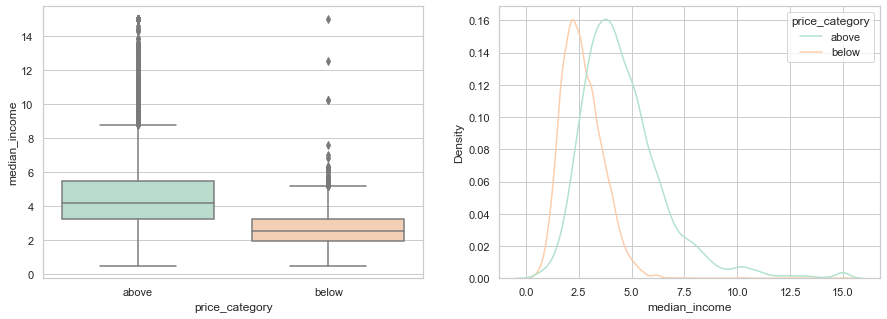 median_income
14
12
10
8
6
4
2
0
above
below
price_category
Density
0.16
0.14
0.12
0.10
0.08
0.06
0.04
0.02
0.00
0.0
2.5
5.0
7.5
10.0
12.5
15.0
median_income
price_category
above
below